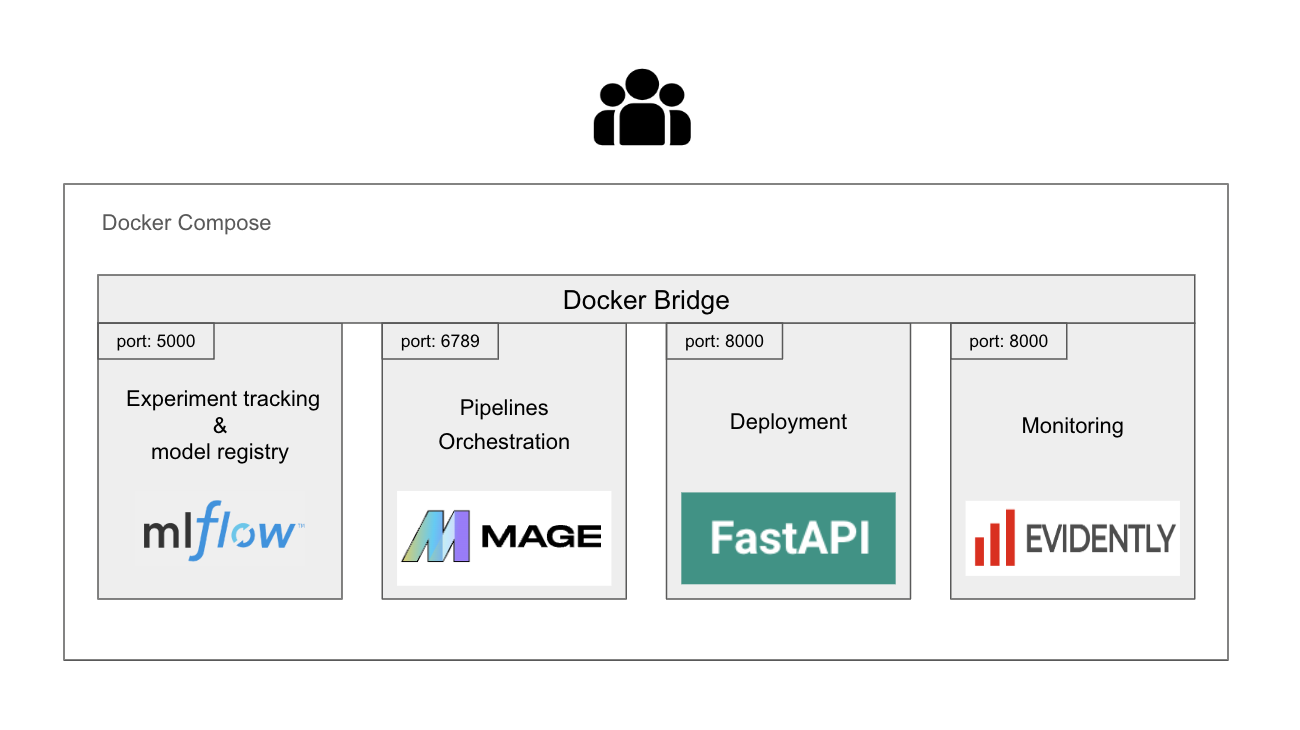 Docker Compose
Docker Bridge
port: 5000
Experiment tracking
&
model registry
mlflow™
port: 6789
Pipelines
Orchestration
MAGE
port: 8000
Deployment
FastAPI
port: 8000
Monitoring
EVIDENTLY